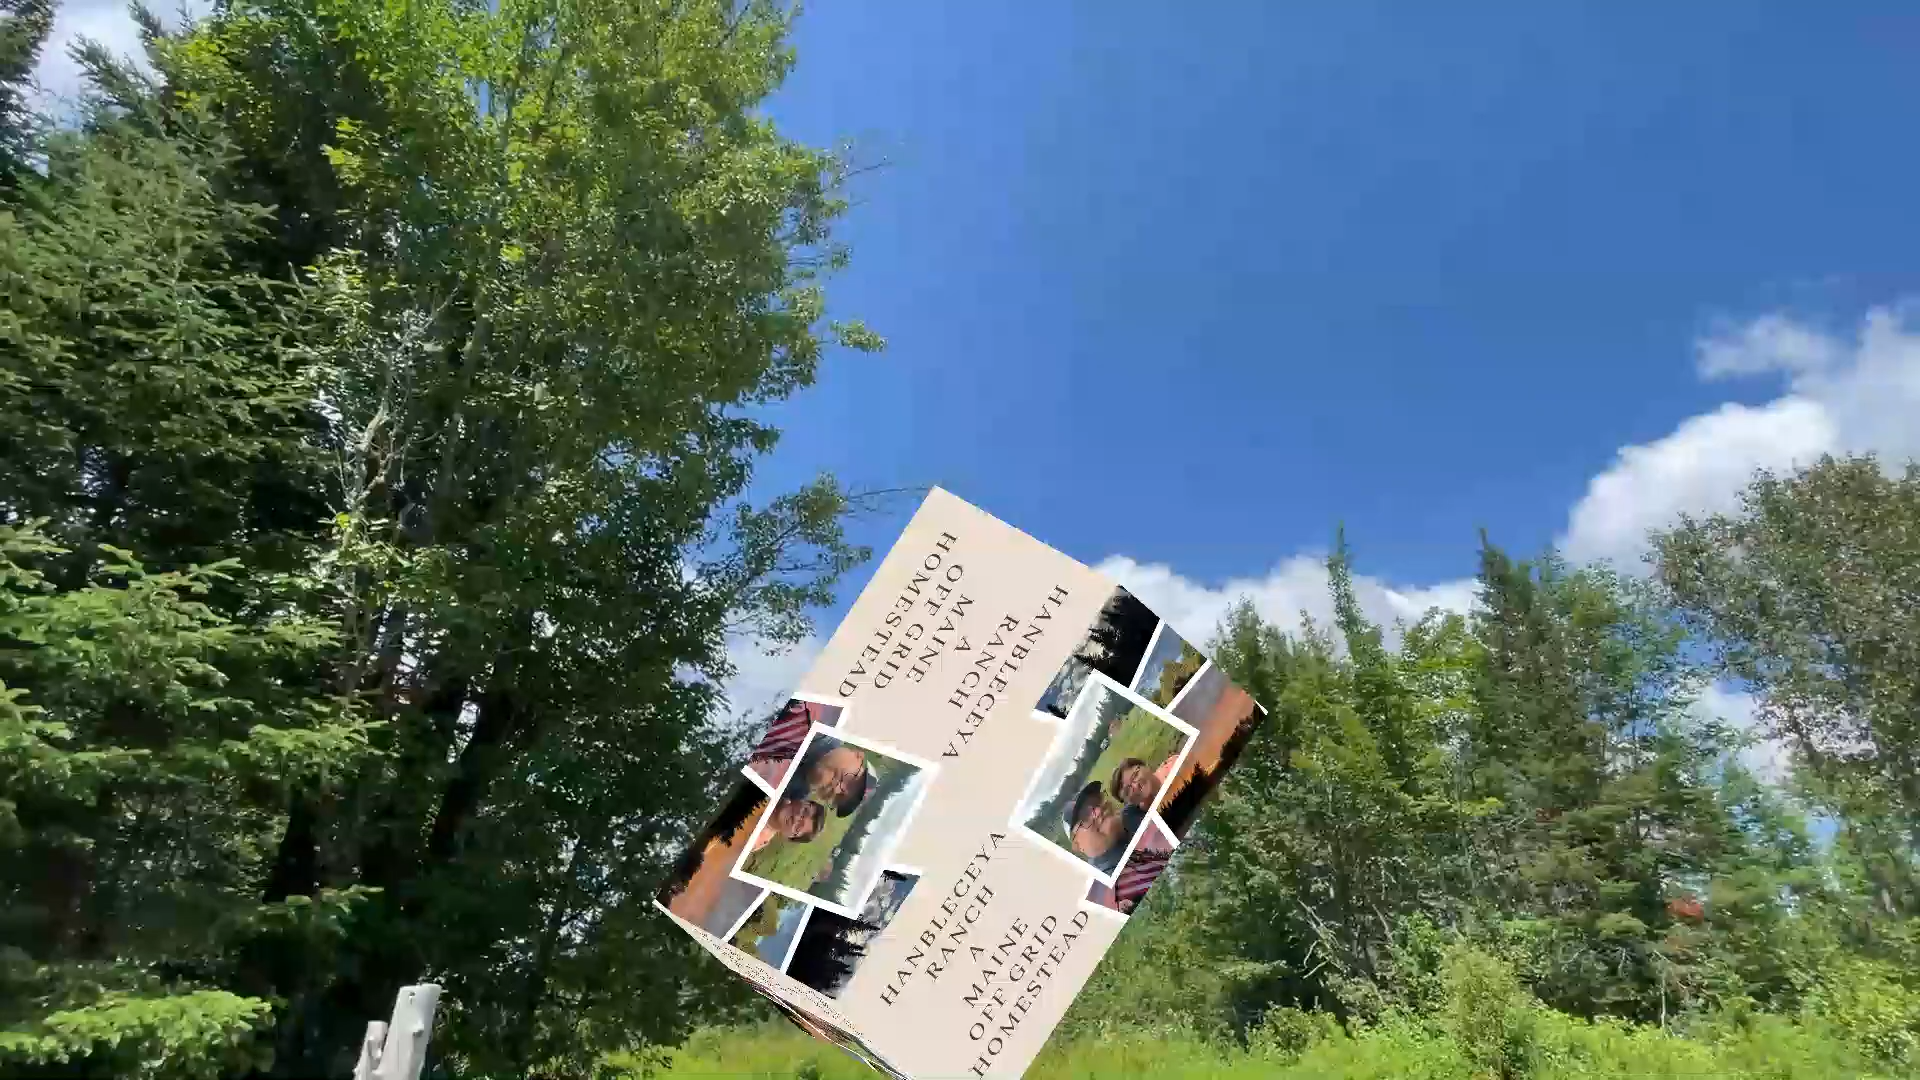 HANBLECEYA
RANCH
A
MAINE
OFF GRID
HOMESTEAD
HANBLECEYA
RANCH
A
MAINE
OFF GRID
HOMESTEAD